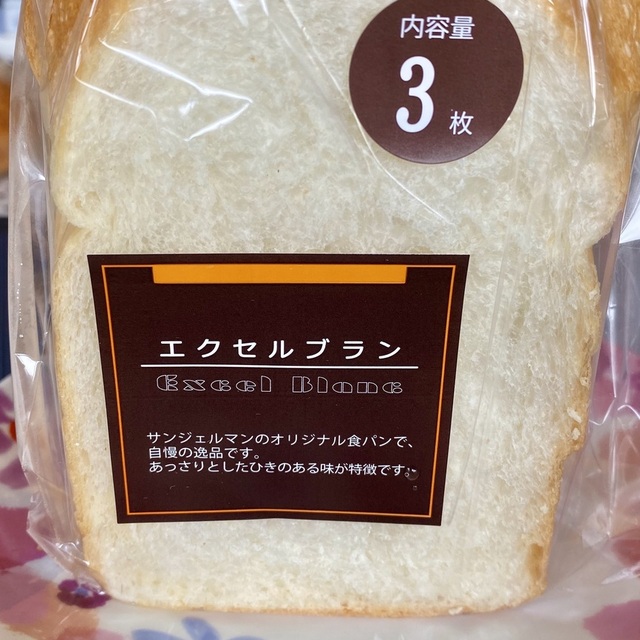 内容量
3
枚
エクセルブラン
Excel Blanc
サンジェルマンのオリジナル食パンで、
自慢の逸品です。
あっさりとしたひきのある味が特徴です。